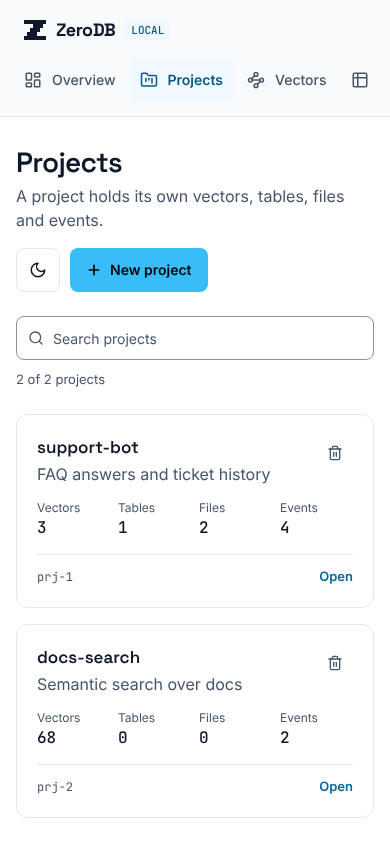 ZeroDB LOCAL
Overview Projects Vectors
Projects
A project holds its own vectors, tables, files
and events.
New project
Search projects
2 of 2 projects
support-bot
FAQ answers and ticket history
Vectors Tables Files Events
3 1 2 4
prj-1 Open
docs-search
Semantic search over docs
Vectors Tables Files Events
68 0 0 2
prj-2 Open